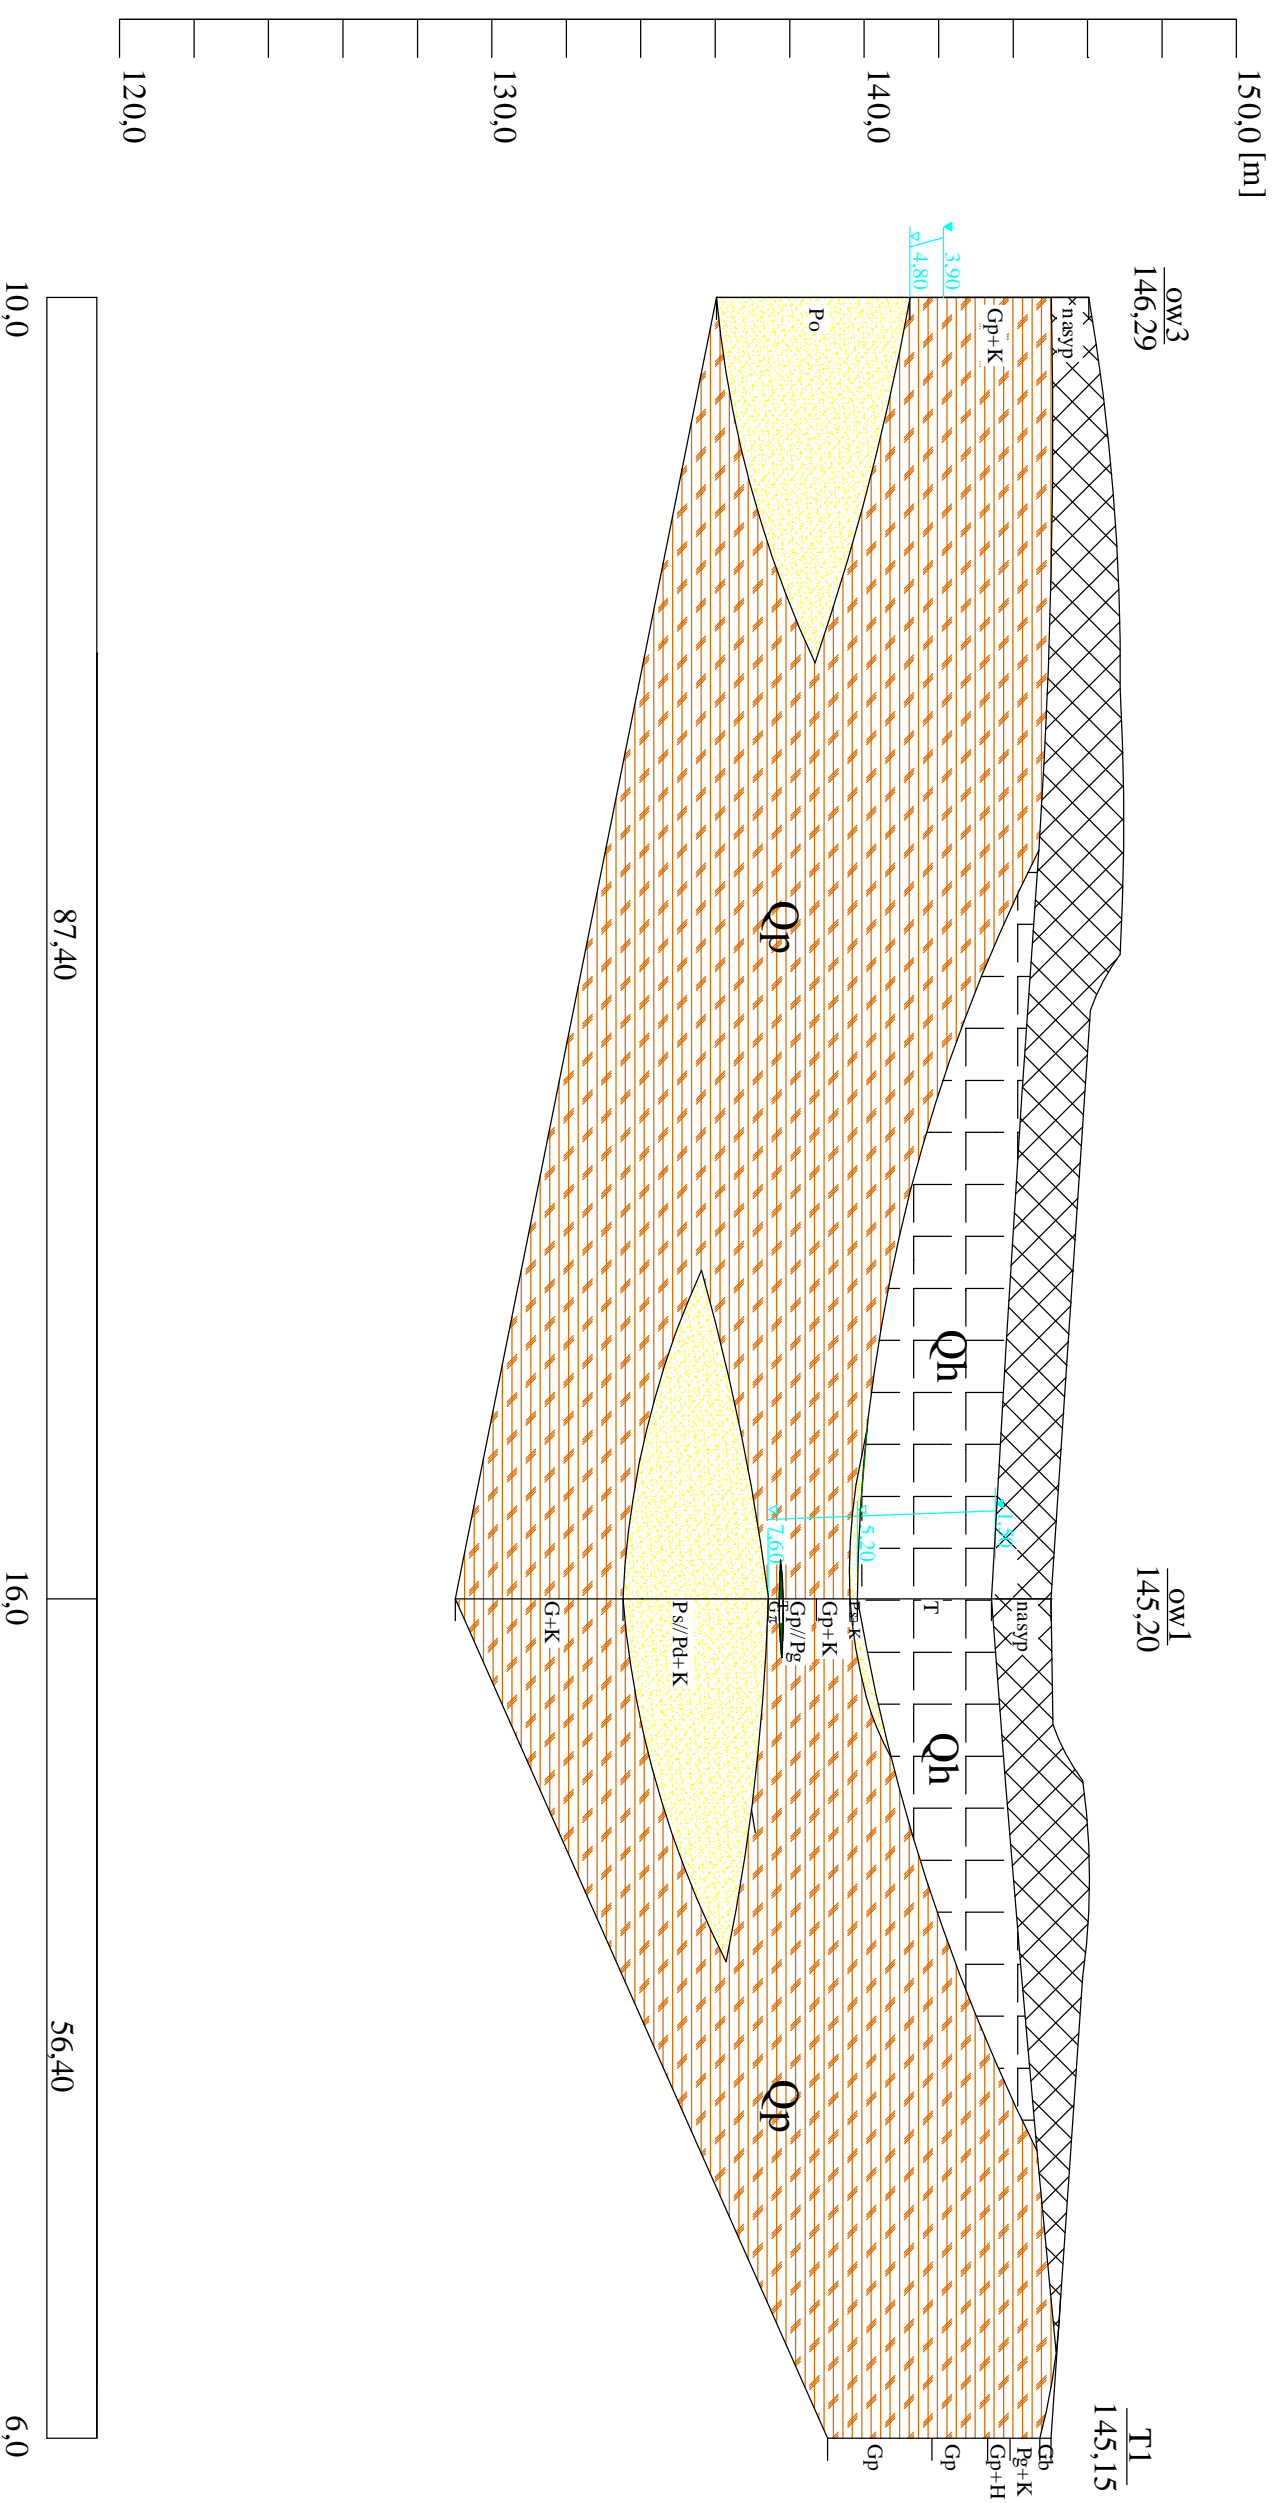 150,0 [m]
140,0
130,0
120,0
ow3
146,29
nasyp
Gp+K
Po
3,90
4,80
ow1
145,20
nasyp
T
Gp+K
Gp//Pg
Ps//Pd+K
G+K
1,50
5,20
7,60
T1
145,15
Gb
Pg+K
Gp+H
Gp
Gp
Qp
Qh
Qh
Qp
87,40
56,40
10,0
16,0
6,0